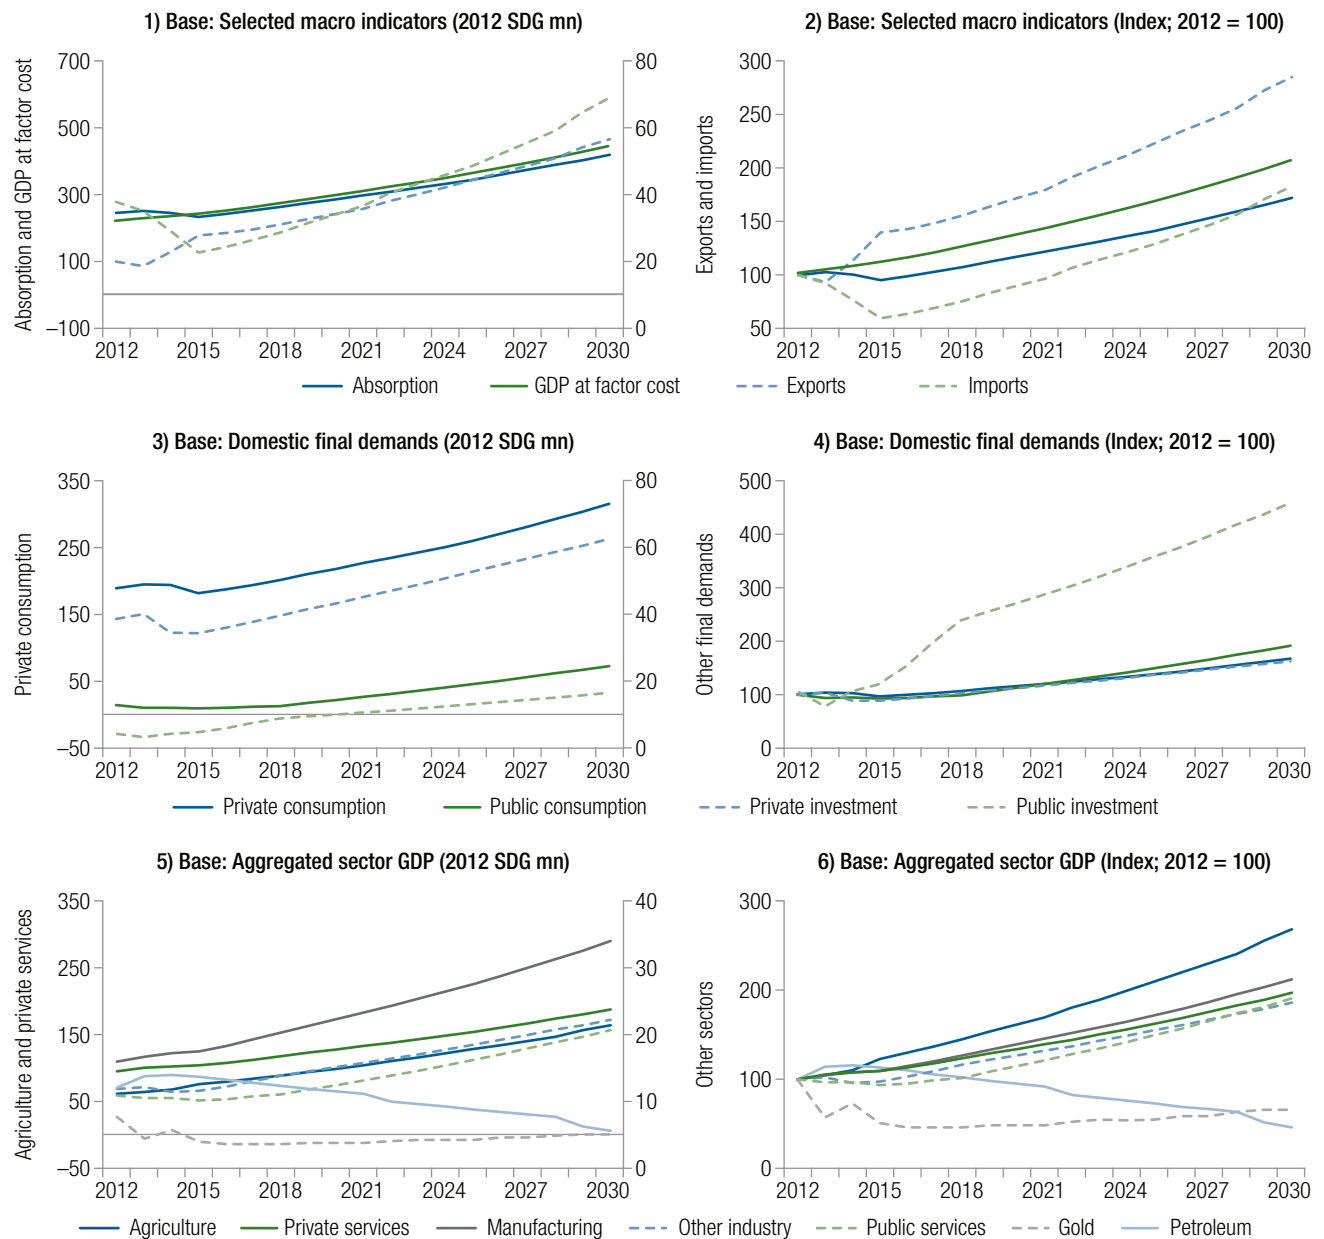 1) Base: Selected macro indicators (2012 SDG mn)
Absorption and GDP at factor cost
700
500
300
100
–100
80
60
40
20
0
2012 2015 2018 2021 2024 2027 2030
2) Base: Selected macro indicators (Index; 2012 = 100)
Exports and imports
300
250
200
150
100
50
2012 2015 2018 2021 2024 2027 2030
Absorption GDP at factor cost Exports Imports
3) Base: Domestic final demands (2012 SDG mn)
Private consumption
350
250
150
50
–50
80
60
40
20
0
2012 2015 2018 2021 2024 2027 2030
4) Base: Domestic final demands (Index; 2012 = 100)
Other final demands
500
400
300
200
100
0
2012 2015 2018 2021 2024 2027 2030
Private consumption Public consumption Private investment Public investment
5) Base: Aggregated sector GDP (2012 SDG mn)
Agriculture and private services
350
250
150
50
–50
40
30
20
10
0
2012 2015 2018 2021 2024 2027 2030
6) Base: Aggregated sector GDP (Index; 2012 = 100)
Other sectors
300
200
100
0
2012 2015 2018 2021 2024 2027 2030
Agriculture Private services Manufacturing Other industry Public services Gold Petroleum